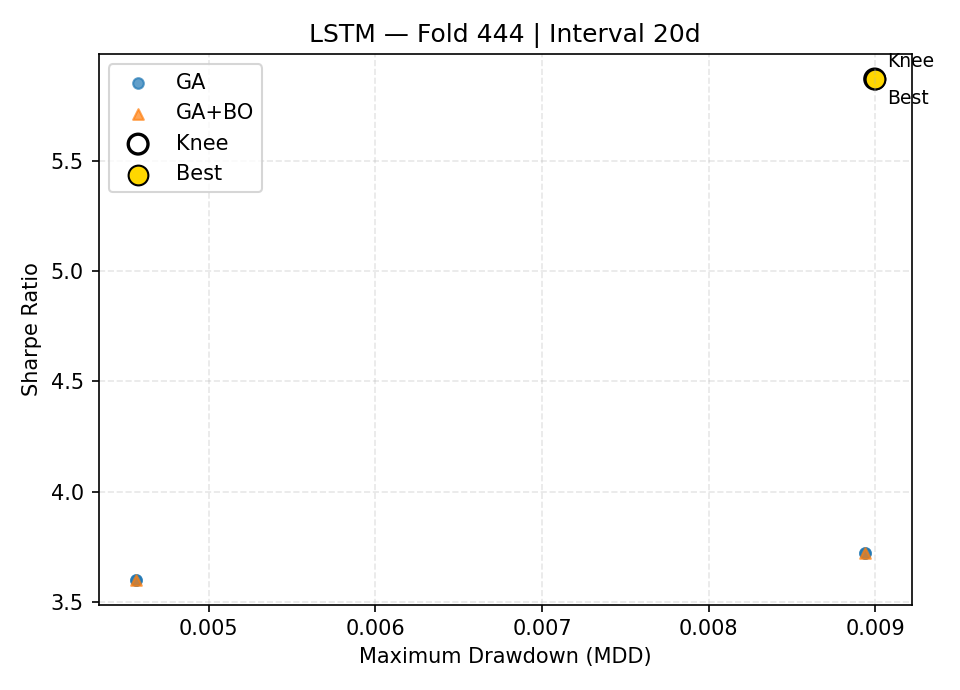 LSTM — Fold 444 | Interval 20d
GA
GA+BO
Knee
Best
Knee
Best
Sharpe Ratio
5.5
5.0
4.5
4.0
3.5
0.005
0.006
0.007
0.008
0.009
Maximum Drawdown (MDD)